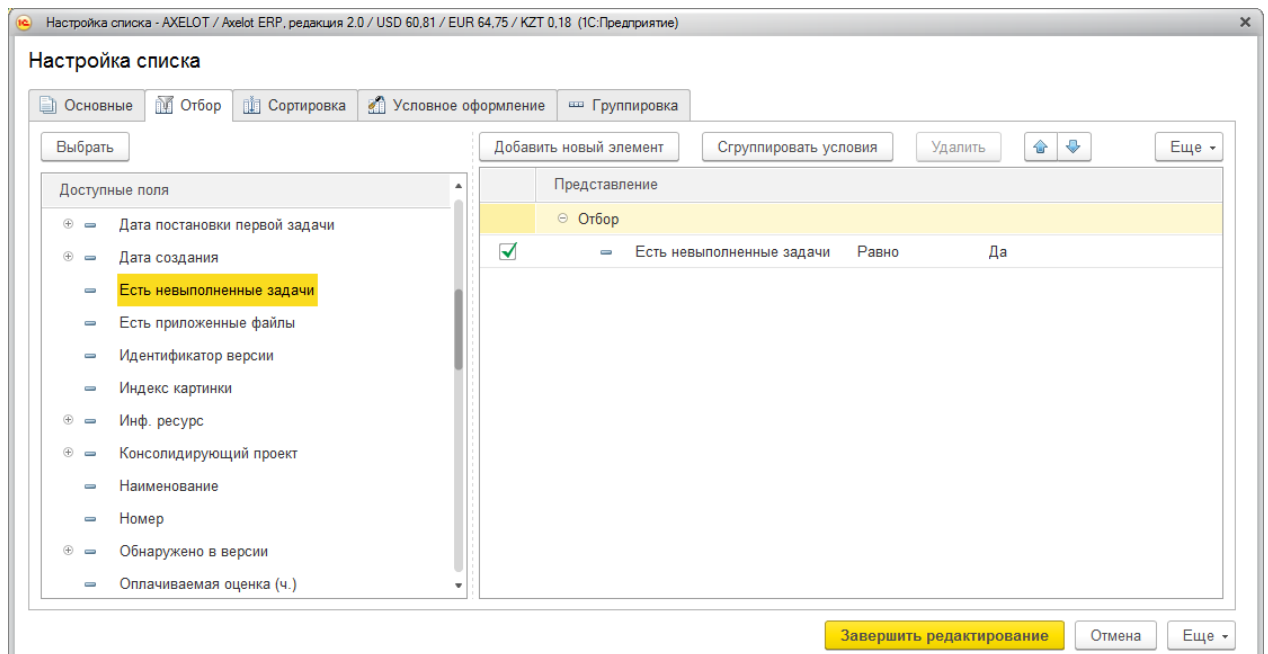 Настройка списка - AXELOT / Axelot ERP, редакция 2.0 / USD 60,81 / EUR 64,75 / KZT 0,18 (1С:Предприятие)
Настройка списка
Основные Отбор Сортировка Условное оформление Группировка
Выбрать Добавить новый элемент Сгруппировать условия Удалить Еще
Доступные поля
Дата постановки первой задачи
Дата создания
Есть невыполненные задачи
Есть приложенные файлы
Идентификатор версии
Индекс картинки
Инф. ресурс
Консолидирующий проект
Наименование
Номер
Обнаружено в версии
Оплачиваемая оценка (ч.)
Представление
Отбор
Есть невыполненные задачи Равно Да
Завершить редактирование Отмена Еще